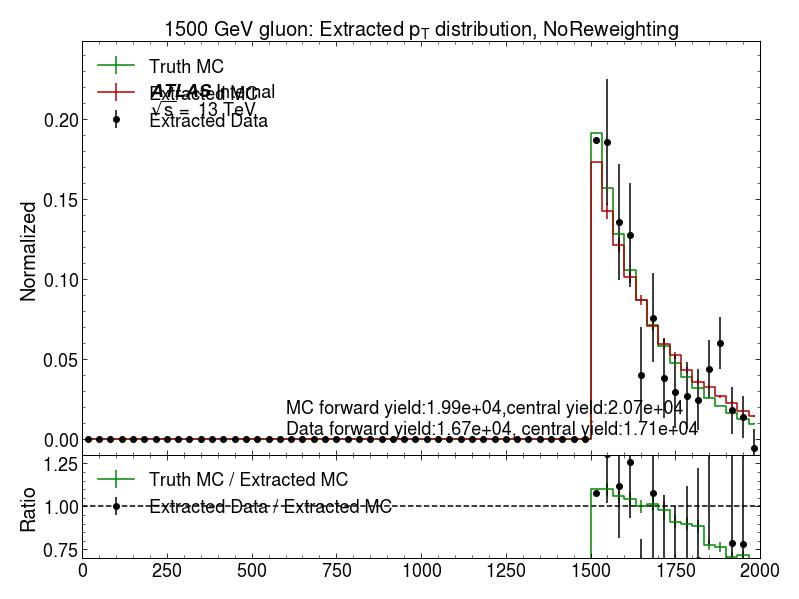 1500 GeV gluon: Extracted pT distribution, NoReweighting
Truth MC
Extracted MC
ATLAS Internal
√s = 13 TeV
Extracted Data
Normalized
0.20
0.15
0.10
0.05
0.00
MC forward yield:1.99e+04,central yield:2.07e+04
Data forward yield:1.67e+04, central yield:1.71e+04
Ratio
1.25
1.00
0.75
Truth MC / Extracted MC
Extracted Data / Extracted MC
0 250 500 750 1000 1250 1500 1750 2000